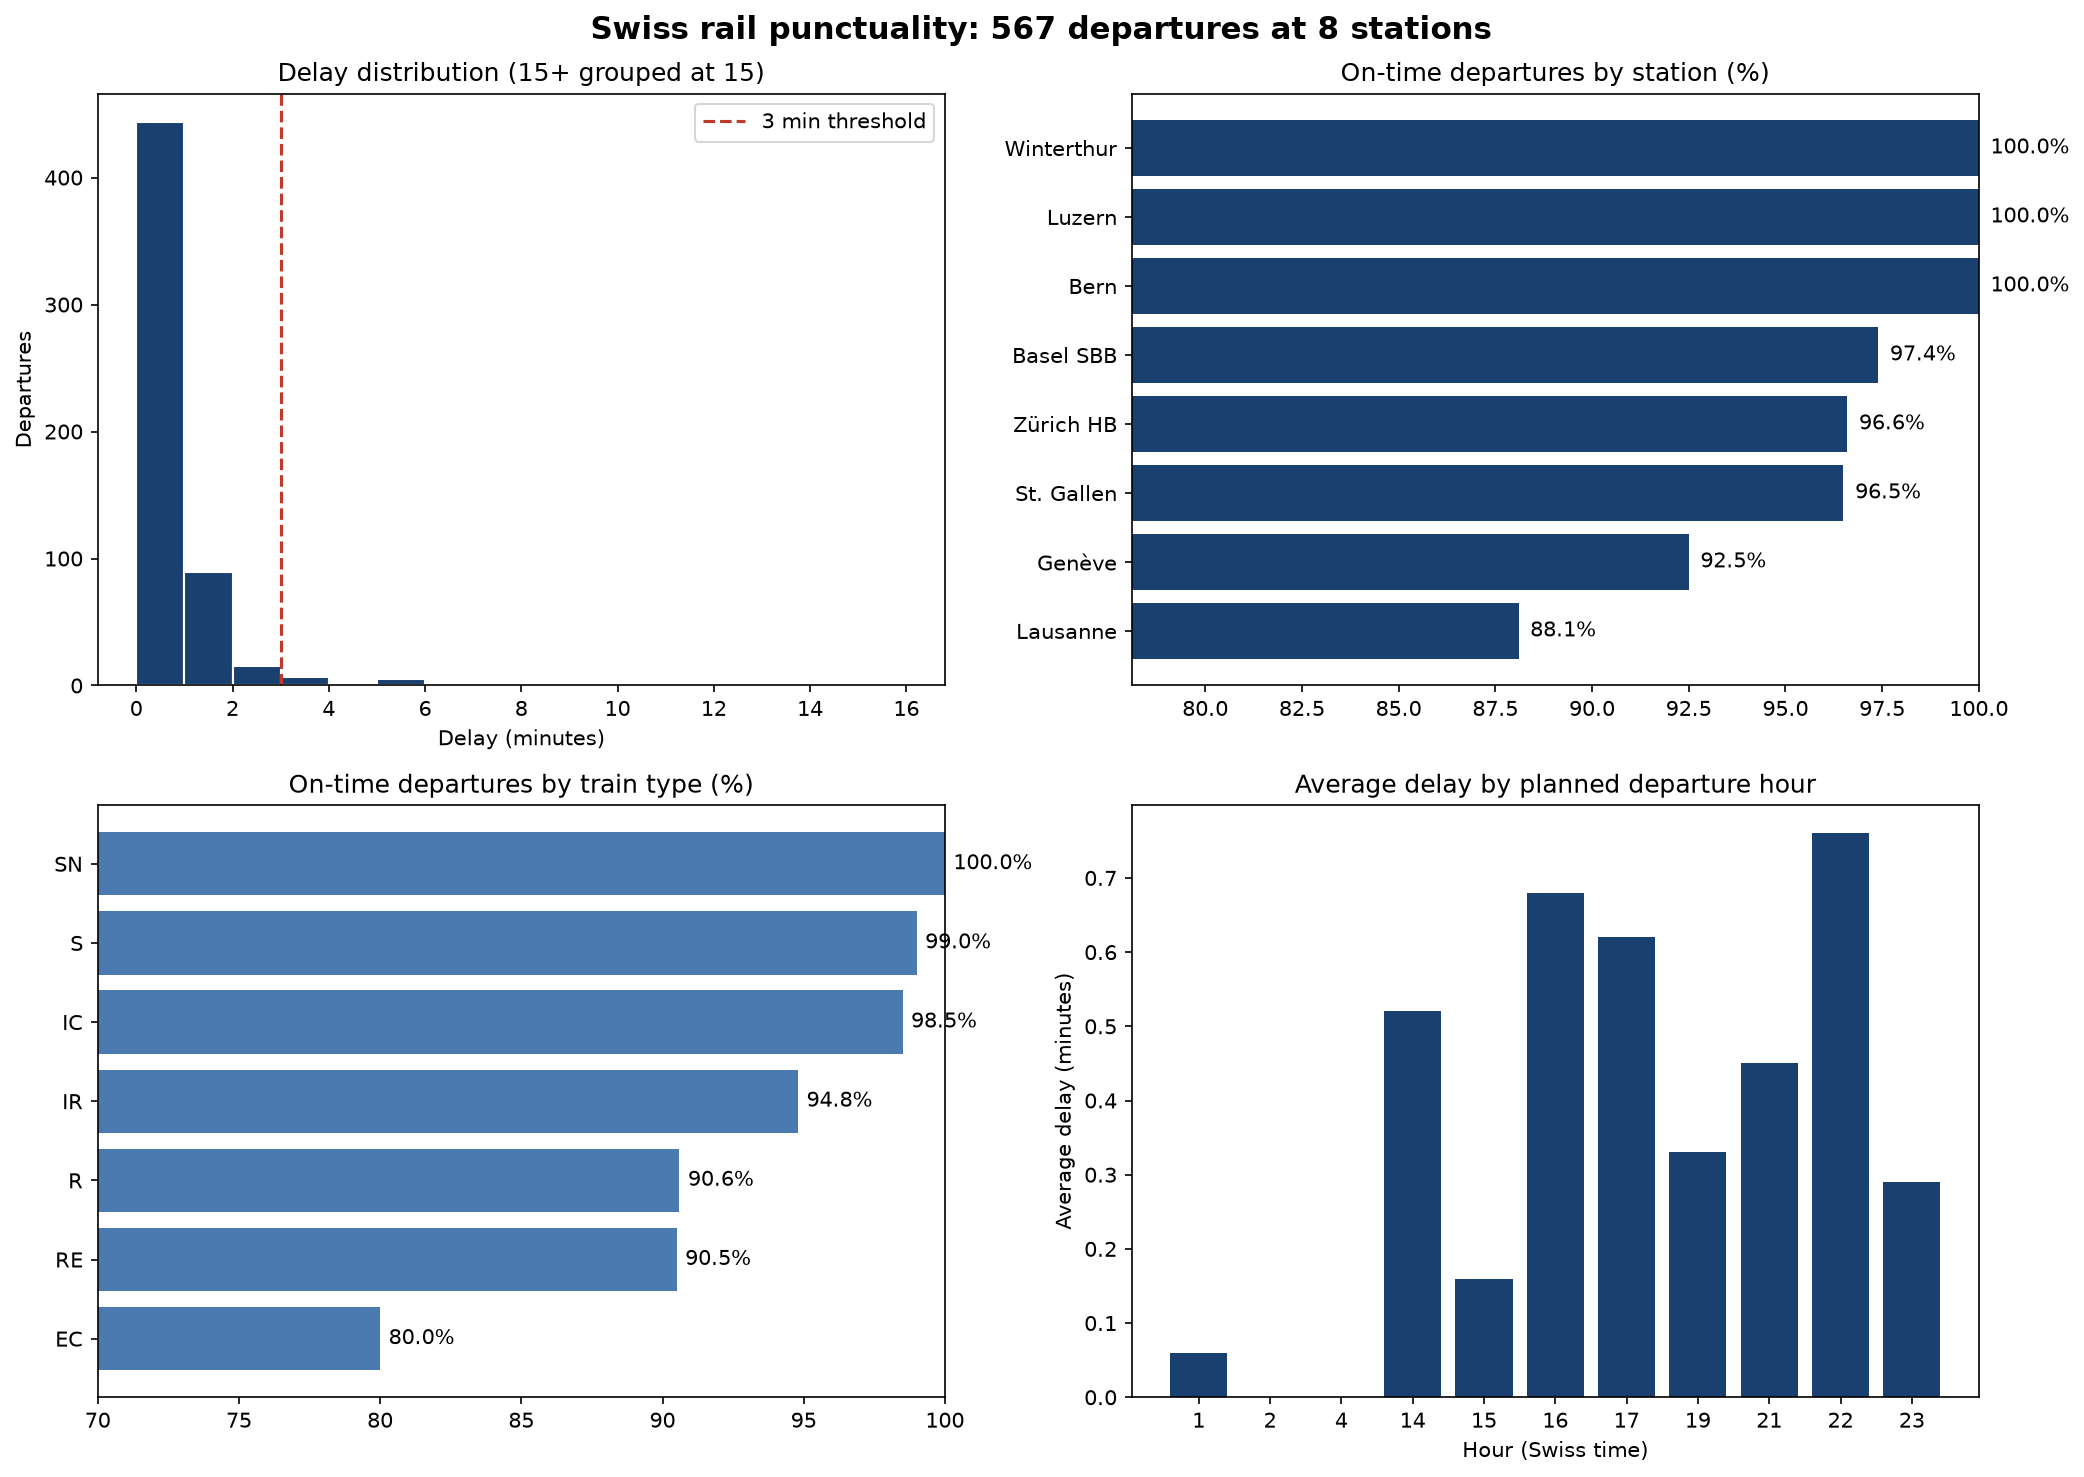 Swiss rail punctuality: 567 departures at 8 stations
Delay distribution (15+ grouped at 15)
3 min threshold
Departures
400
300
200
100
0
0 2 4 6 8 10 12 14 16
Delay (minutes)
On-time departures by station (%)
Winterthur 100.0%
Luzern 100.0%
Bern 100.0%
Basel SBB 97.4%
Zürich HB 96.6%
St. Gallen 96.5%
Genève 92.5%
Lausanne 88.1%
80.0 82.5 85.0 87.5 90.0 92.5 95.0 97.5 100.0
On-time departures by train type (%)
SN 100.0%
S 99.0%
IC 98.5%
IR 94.8%
R 90.6%
RE 90.5%
EC 80.0%
70 75 80 85 90 95 100
Average delay by planned departure hour
Average delay (minutes)
0.7
0.6
0.5
0.4
0.3
0.2
0.1
0.0
1 2 4 14 15 16 17 19 21 22 23
Hour (Swiss time)